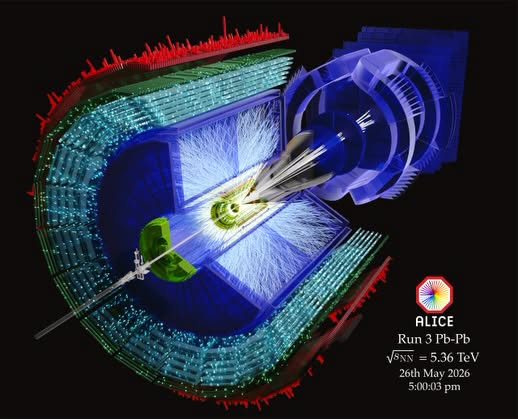 ALICE
Run 3 Pb-Pb
√sNN = 5.36 TeV
26th May 2026
5:00:03 pm